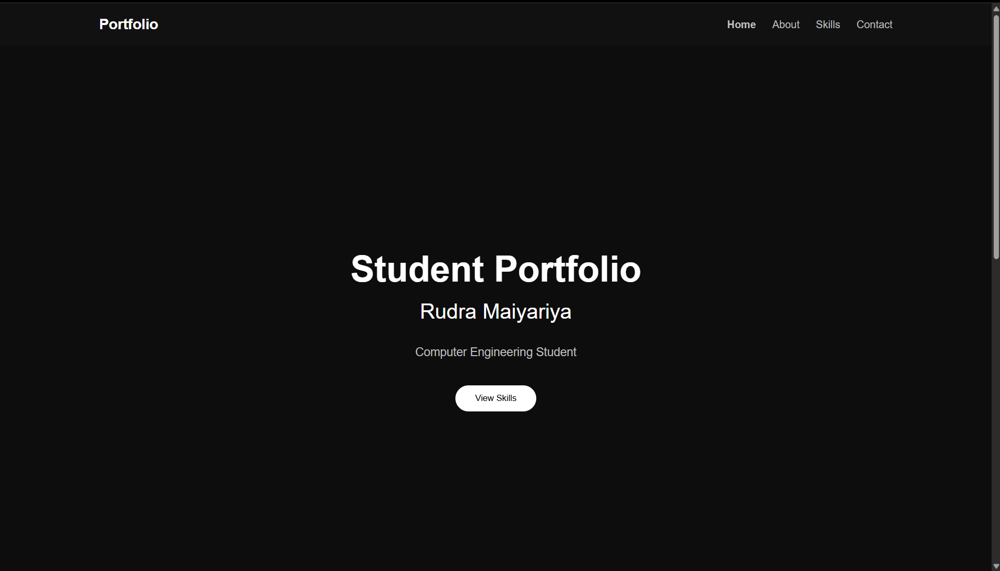 Portfolio
Home About Skills Contact
Student Portfolio
Rudra Maiyariya
Computer Engineering Student
View Skills